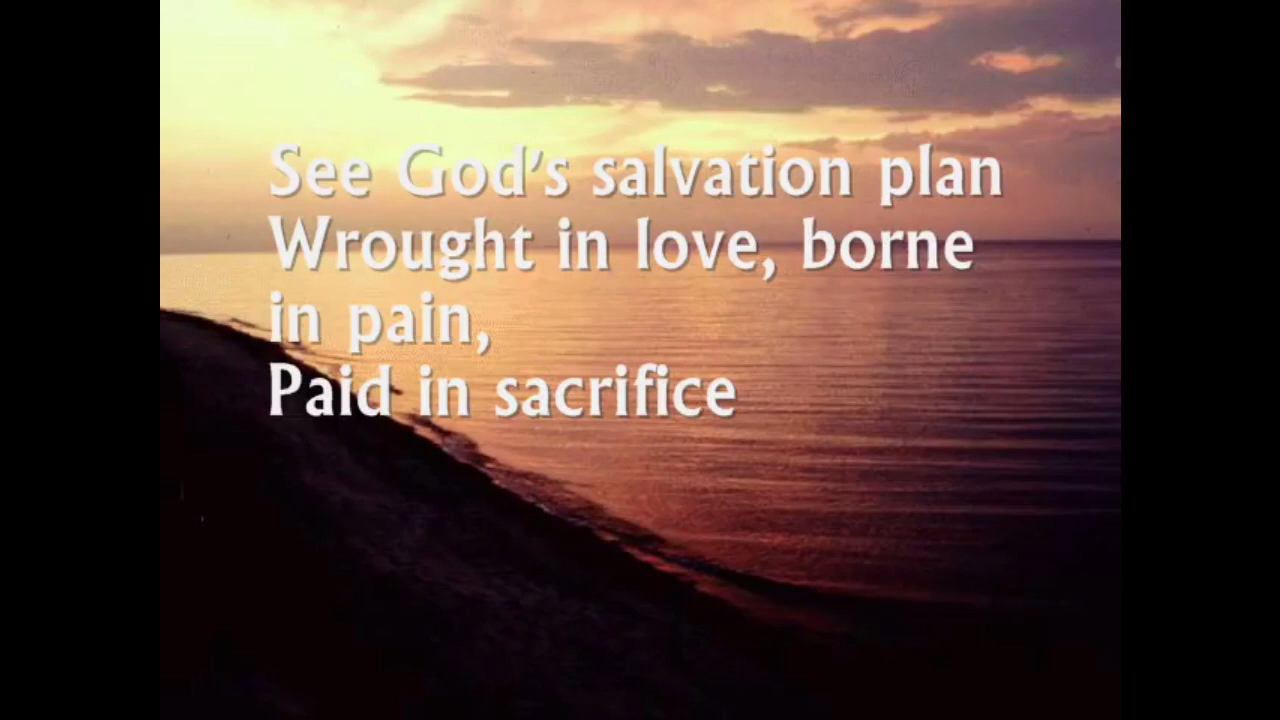 See God's salvation plan
Wrought in love, borne
in pain,
Paid in sacrifice